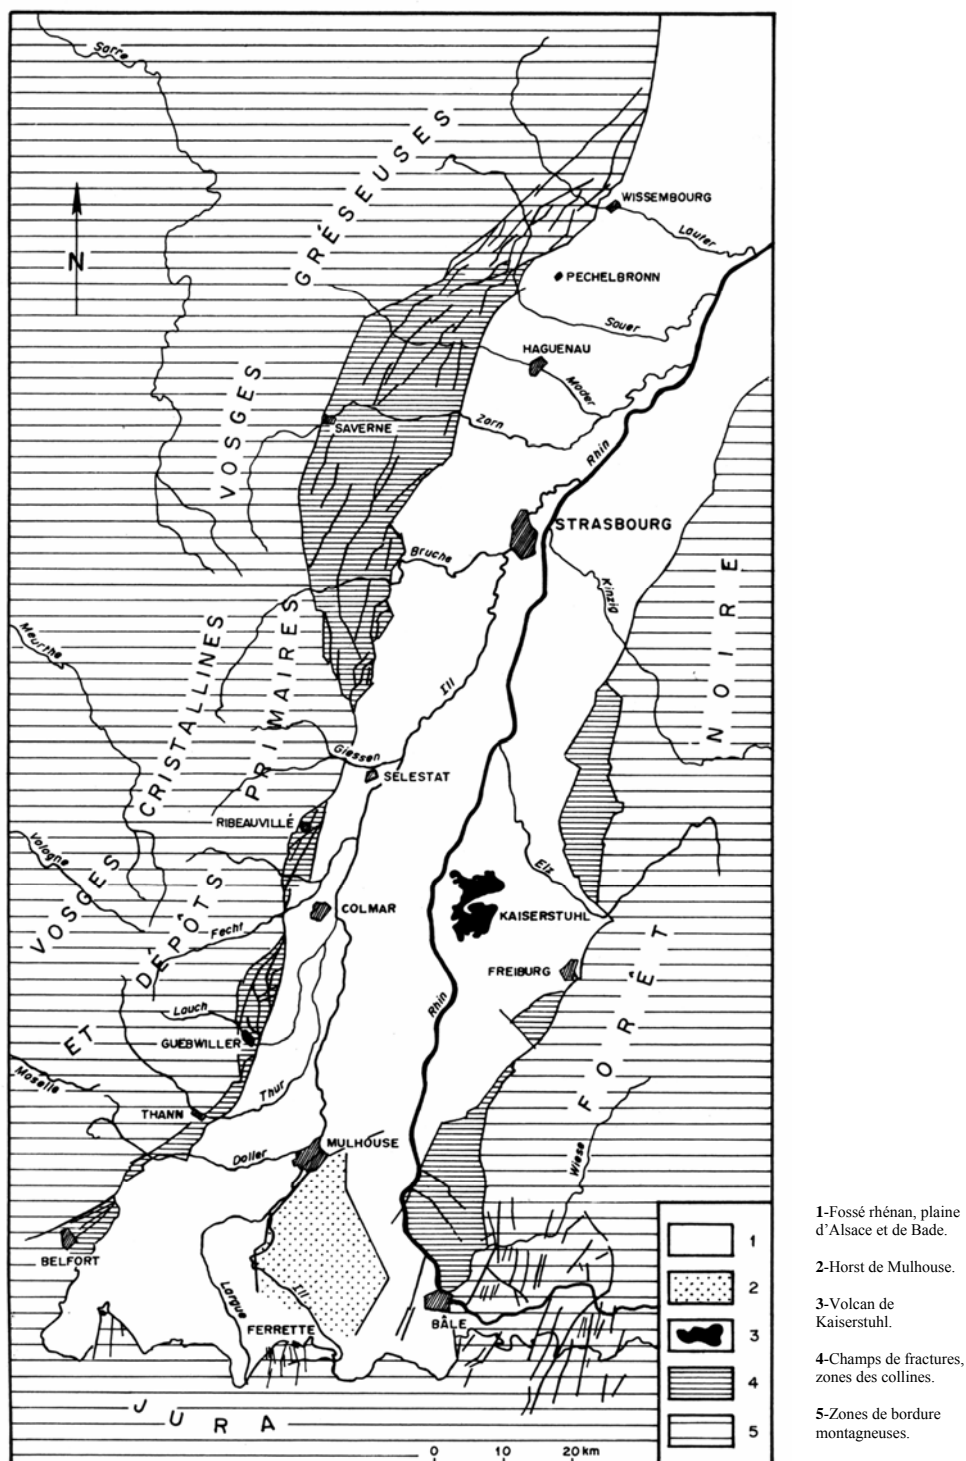 Sarre
VOSGES GRÉSEUSES
N
WISSEMBOURG
Lauter
PECHELBRONN
Souer
HAGUENAU
Moder
SAVERNE
Zorn
Rhin
STRASBOURG
Bruche
Kinzig
Meurthe
VOSGES CRISTALLINES
ET DÉPÔTS PRIMAIRES
FORÊT NOIRE
Ill
Giessen
SÉLESTAT
RIBEAUVILLÉ
Vologne
Elz
COLMAR
KAISERSTUHL
Fecht
FREIBURG
Rhin
Lauch
GUEBWILLER
Moselle
Thur
THANN
MULHOUSE
Doller
Wiese
BELFORT
Largue
Ill
FERRETTE
BÂLE
JURA
0 10 20 km
1
2
3
4
5
1-Fossé rhénan, plaine
d'Alsace et de Bade.
2-Horst de Mulhouse.
3-Volcan de
Kaiserstuhl.
4-Champs de fractures,
zones des collines.
5-Zones de bordure
montagneuses.